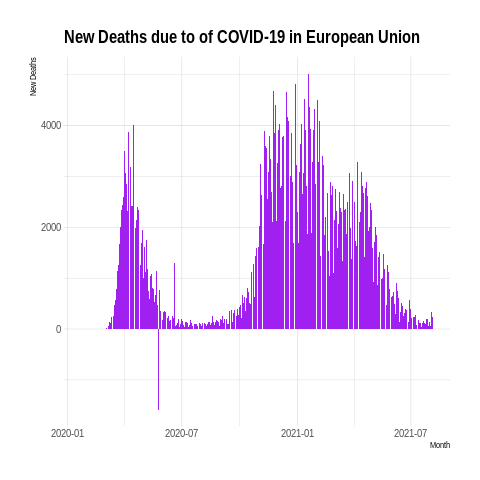 New Deaths due to of COVID-19 in European Union
New Deaths
4000
2000
0
2020-01 2020-07 2021-01 2021-07
Month